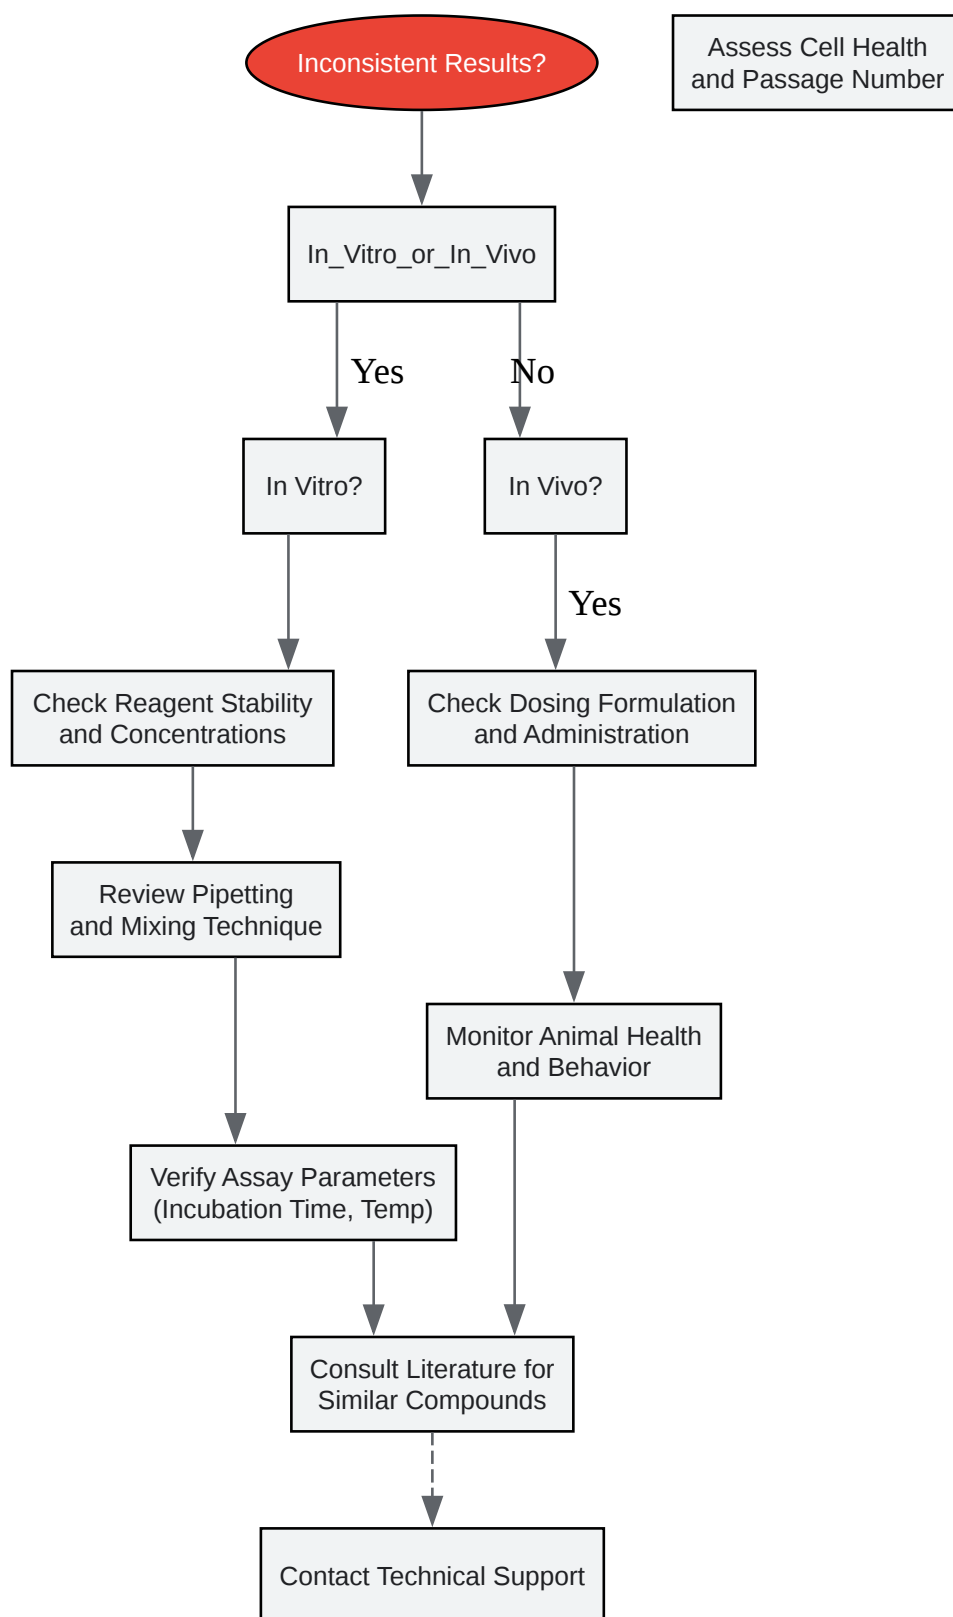 Inconsistent Results?
Assess Cell Health
and Passage Number
In_Vitro_or_In_Vivo
Yes
No
In Vitro?
In Vivo?
Yes
Check Reagent Stability
and Concentrations
Check Dosing Formulation
and Administration
Review Pipetting
and Mixing Technique
Monitor Animal Health
and Behavior
Verify Assay Parameters
(Incubation Time, Temp)
Consult Literature for
Similar Compounds
Contact Technical Support